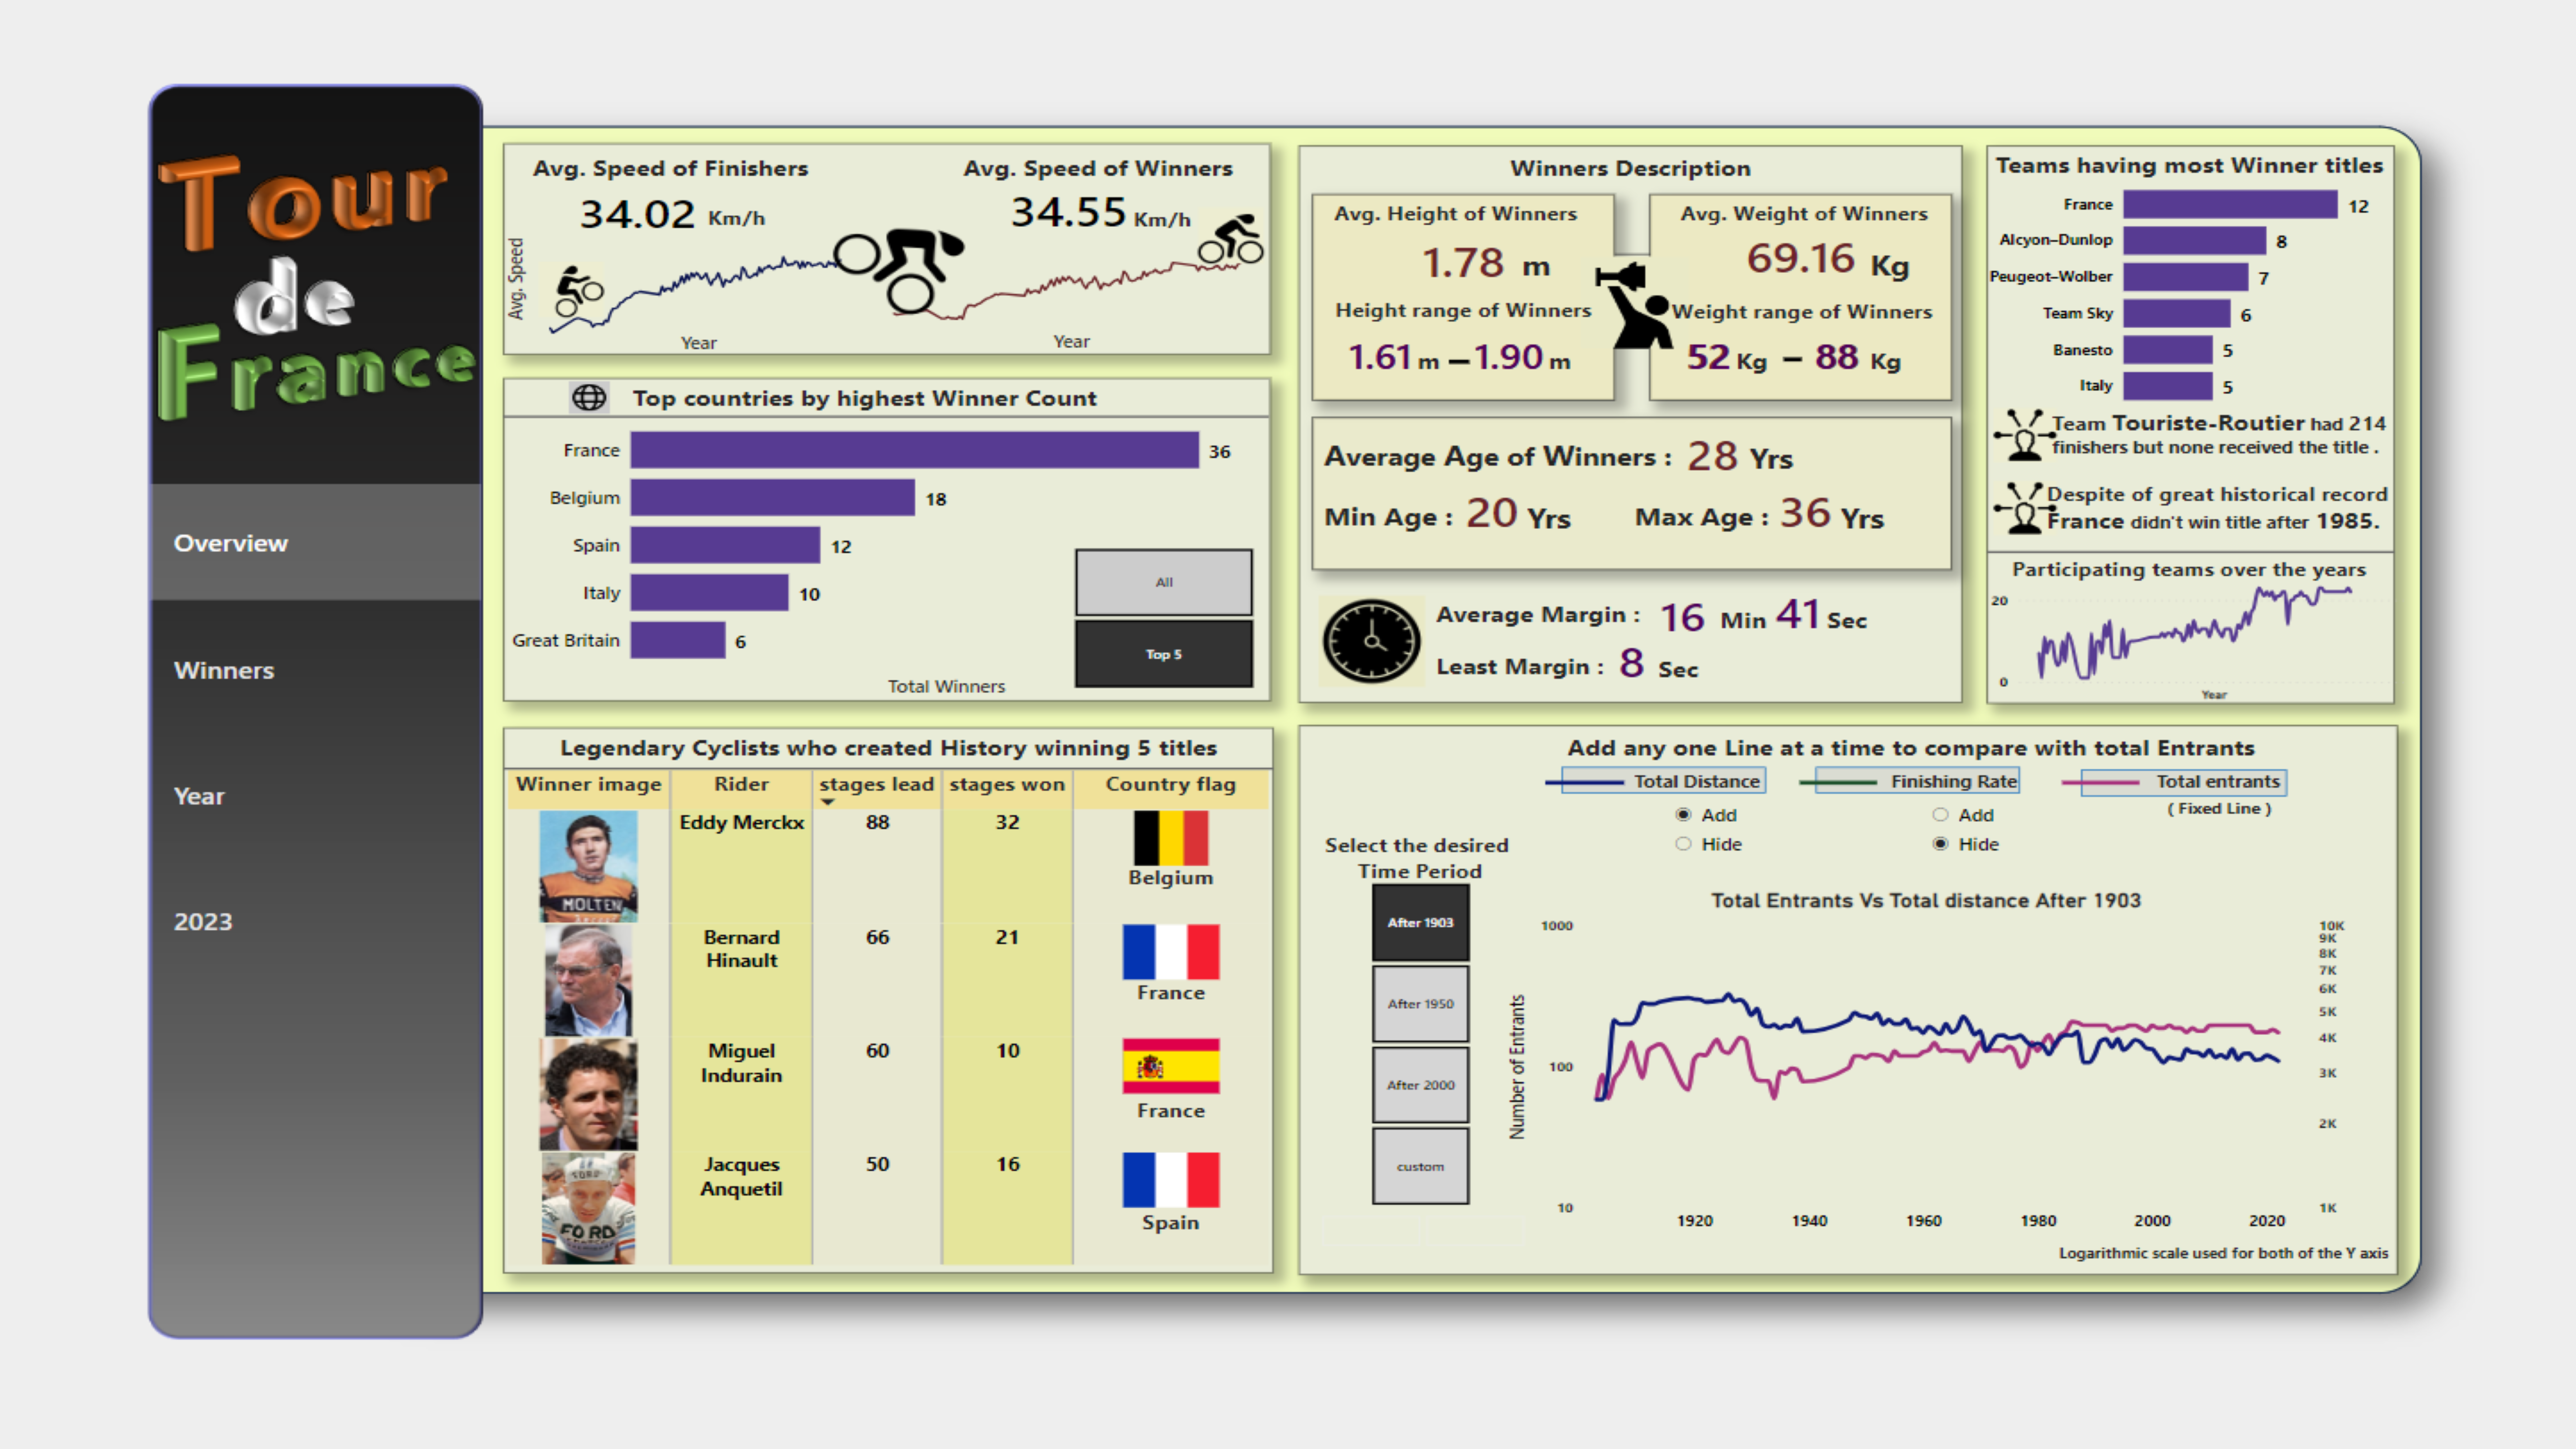 Tour
de
France
Overview
Winners
Year
2023
Avg. Speed of Finishers
34.02 Km/h
Avg. Speed
Year
Avg. Speed of Winners
34.55 Km/h
Year
Top countries by highest Winner Count
France 36
Belgium 18
Spain 12
Italy 10
Great Britain 6
Total Winners
All
Top 5
Legendary Cyclists who created History winning 5 titles
Winner image Rider stages lead stages won Country flag
Eddy Merckx 88 32
MOLTEN
Belgium
Bernard 66 21
Hinault
France
Miguel 60 10
Indurain
France
Jacques 50 16
Anquetil
FORD
Spain
Winners Description
Avg. Height of Winners
1.78 m
Height range of Winners
1.61 m – 1.90 m
Avg. Weight of Winners
69.16 Kg
Weight range of Winners
52 Kg – 88 Kg
Average Age of Winners : 28 Yrs
Min Age : 20 Yrs Max Age : 36 Yrs
Average Margin : 16 Min 41 Sec
Least Margin : 8 Sec
Teams having most Winner titles
France 12
Alcyon–Dunlop 8
Peugeot–Wolber 7
Team Sky 6
Banesto 5
Italy 5
Team Touriste-Routier had 214
finishers but none received the title .
Despite of great historical record
France didn't win title after 1985.
Participating teams over the years
20
0
Year
Add any one Line at a time to compare with total Entrants
Total Distance Finishing Rate Total entrants
( Fixed Line )
Add Add
Hide Hide
Select the desired
Time Period
After 1903
After 1950
After 2000
custom
Total Entrants Vs Total distance After 1903
Number of Entrants
1000
100
10
10K
9K
8K
7K
6K
5K
4K
3K
2K
1K
1920 1940 1960 1980 2000 2020
Logarithmic scale used for both of the Y axis